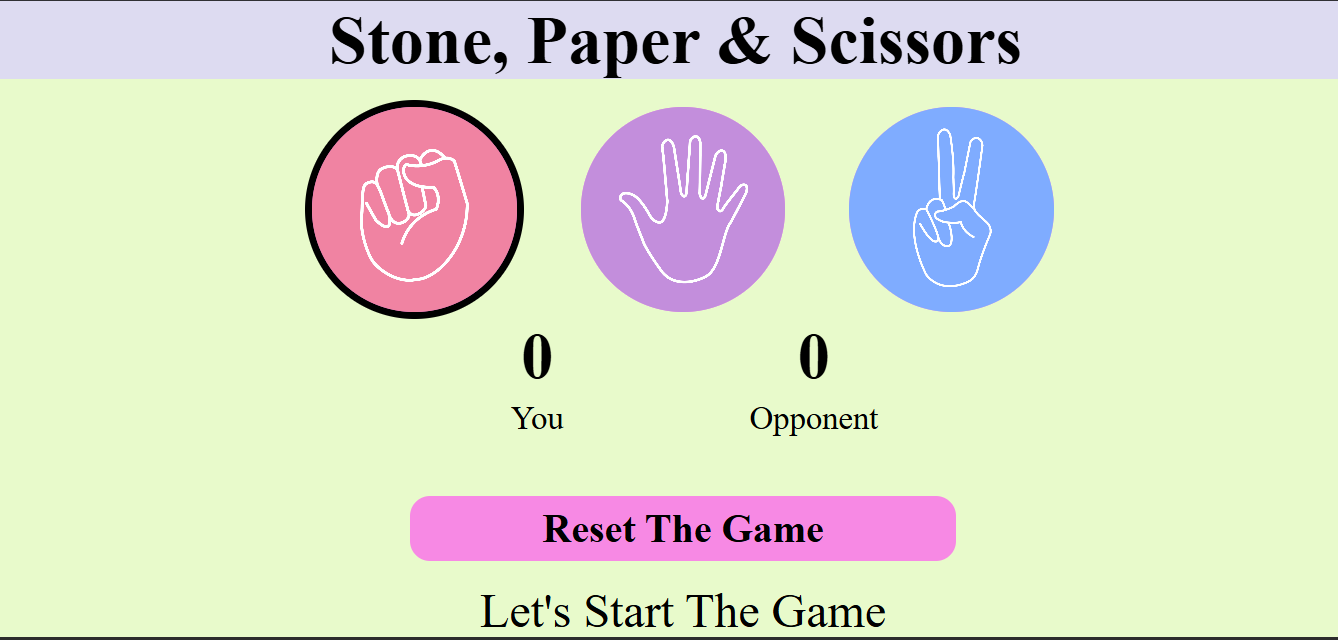 Stone, Paper & Scissors
0 0
You Opponent
Reset The Game
Let's Start The Game